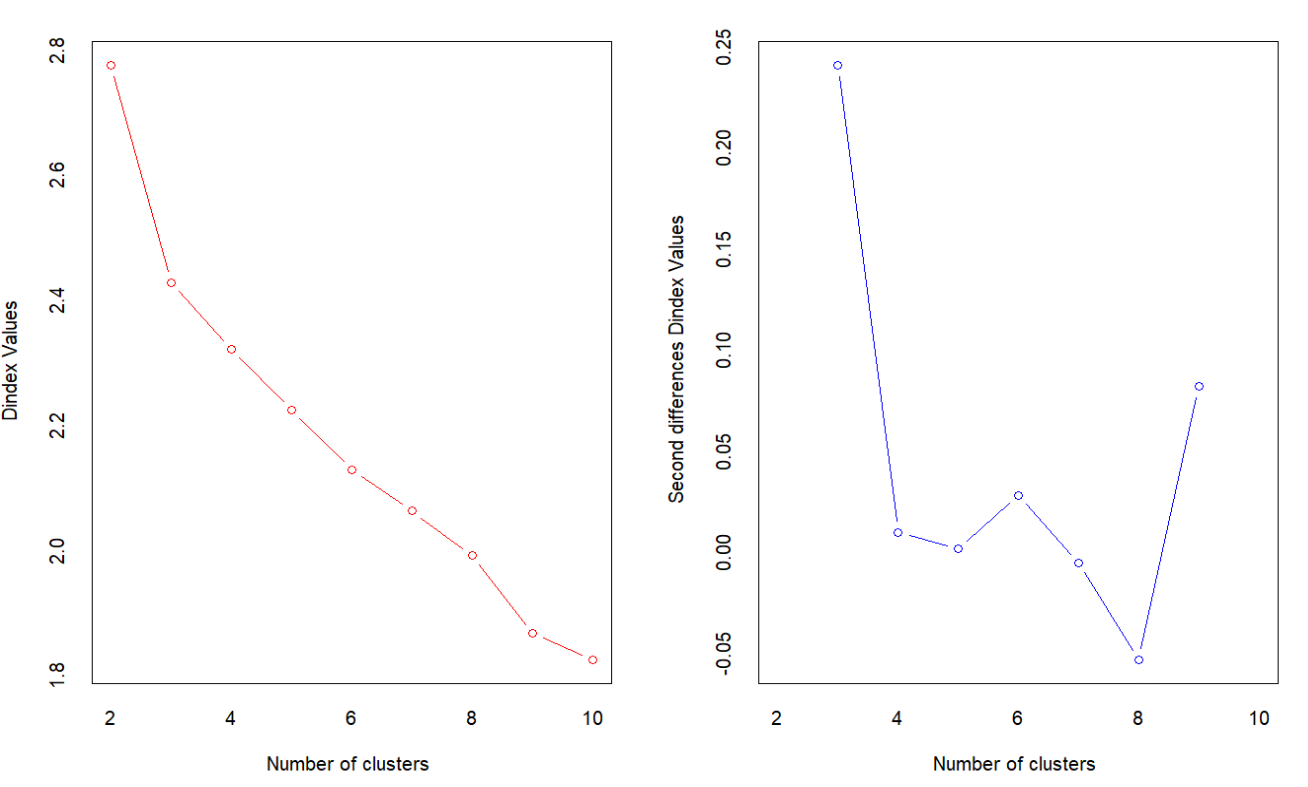 Dindex Values
2.8
2.6
2.4
2.2
2.0
1.8
2 4 6 8 10
Number of clusters
Second differences Dindex Values
0.25
0.20
0.15
0.10
0.05
0.00
-0.05
2 4 6 8 10
Number of clusters